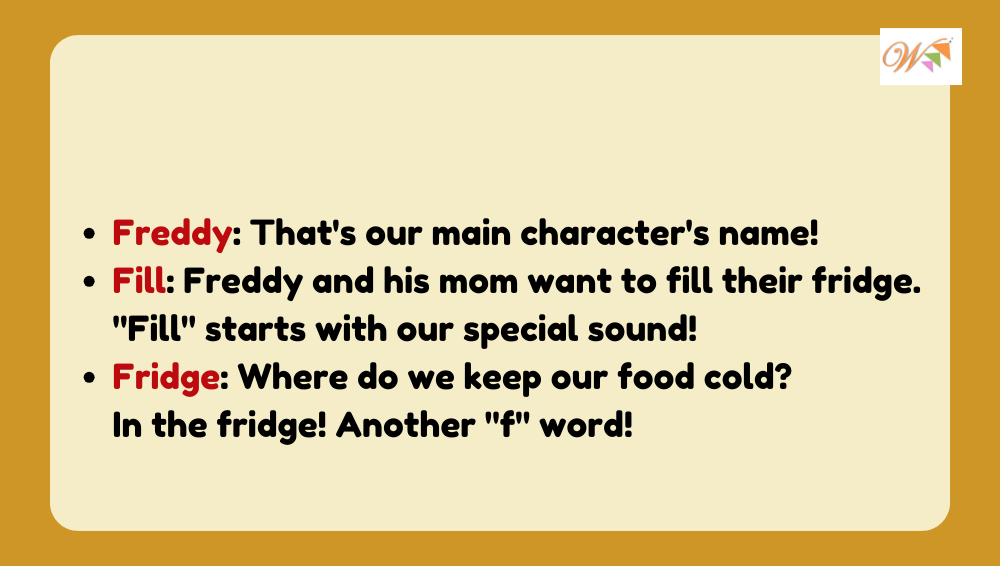 W
• Freddy: That's our main character's name!
• Fill: Freddy and his mom want to fill their fridge.
"Fill" starts with our special sound!
• Fridge: Where do we keep our food cold?
In the fridge! Another "f" word!